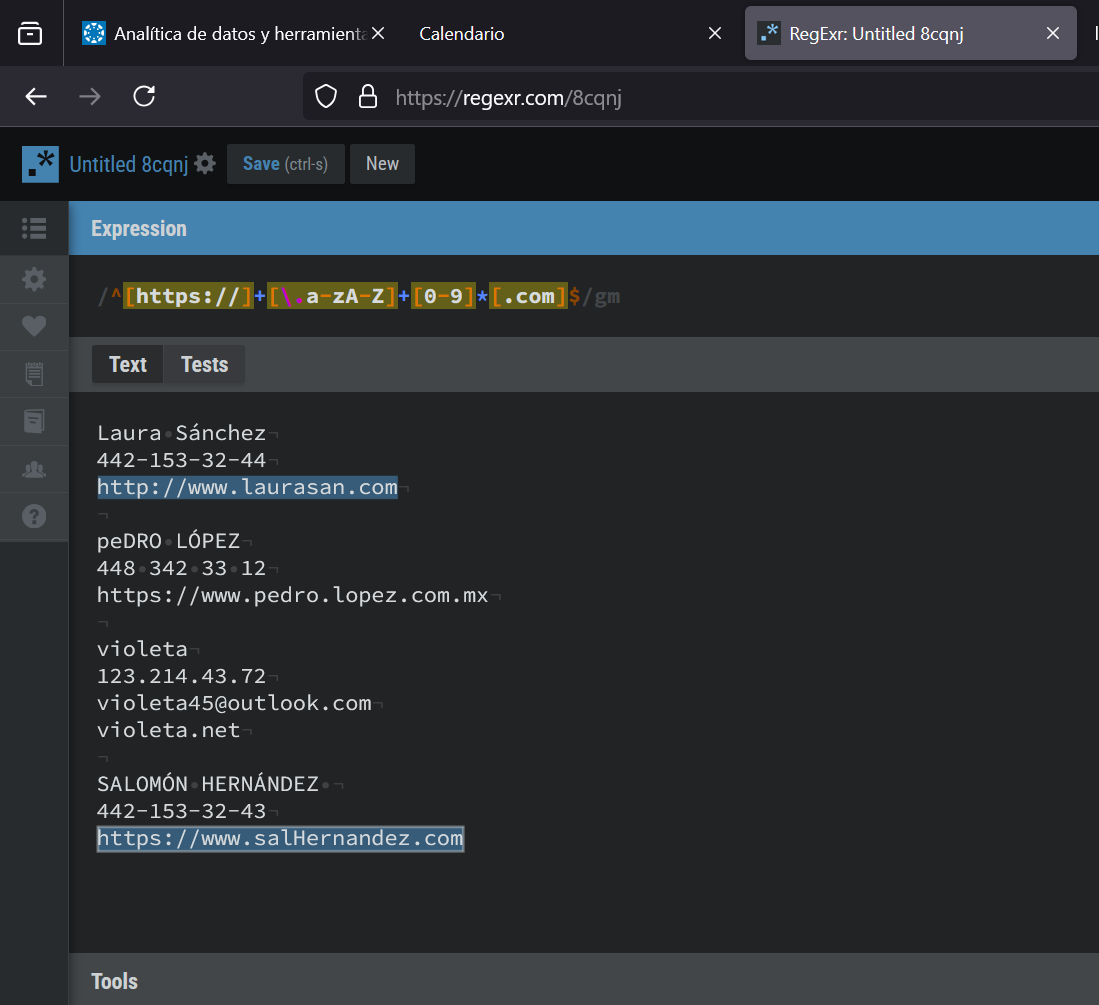 Analítica de datos y herramienta
Calendario
RegExr: Untitled 8cqnj
https://regexr.com/8cqnj
.*
Untitled 8cqnj
Save (ctrl-s)
New
Expression
/^[https://]+[\.a-zA-Z]+[0-9]*[.com]$/gm
Text
Tests
Laura Sánchez
442-153-32-44
http://www.laurasan.com
peDRO LÓPEZ
448 342 33 12
https://www.pedro.lopez.com.mx
violeta
123.214.43.72
violeta45@outlook.com
violeta.net
SALOMÓN HERNÁNDEZ
442-153-32-43
https://www.salHernandez.com
Tools